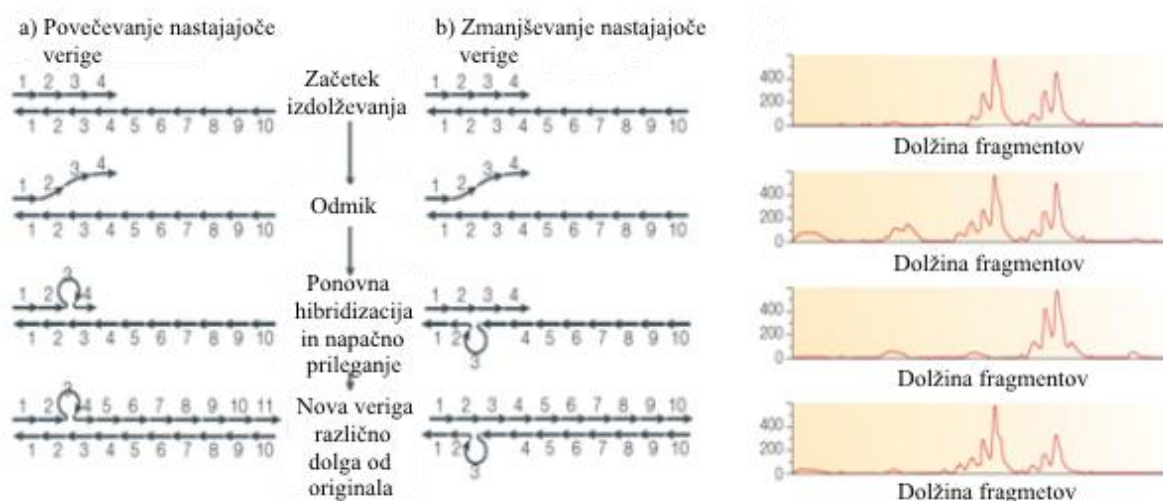 a) Povečevanje nastajajoče
verige
1 2 3 4
1 2 3 4 5 6 7 8 9 10
1 2 3 4
1 2 3 4 5 6 7 8 9 10
1 2 3 4
1 2 3 4 5 6 7 8 9 10
1 2 3 4 5 6 7 8 9 10 11
1 2 3 4 5 6 7 8 9 10
Začetek
izdolževanja
Odmik
Ponovna
hibridizacija
in napačno
prileganje
Nova veriga
različno
dolga od
originala
b) Zmanjševanje nastajajoče
verige
1 2 3 4
1 2 3 4 5 6 7 8 9 10
1 2 3 4
1 2 3 4 5 6 7 8 9 10
1 2 3 4
1 2 4 5 6 7 8 9 10
3
1 2 3 4 5 6 7 8 9 10
1 2 4 5 6 7 8 9 10
3
400
200
0
Dolžina fragmentov
400
200
0
Dolžina fragmentov
400
200
0
Dolžina fragmentov
400
200
0
Dolžina fragmetov